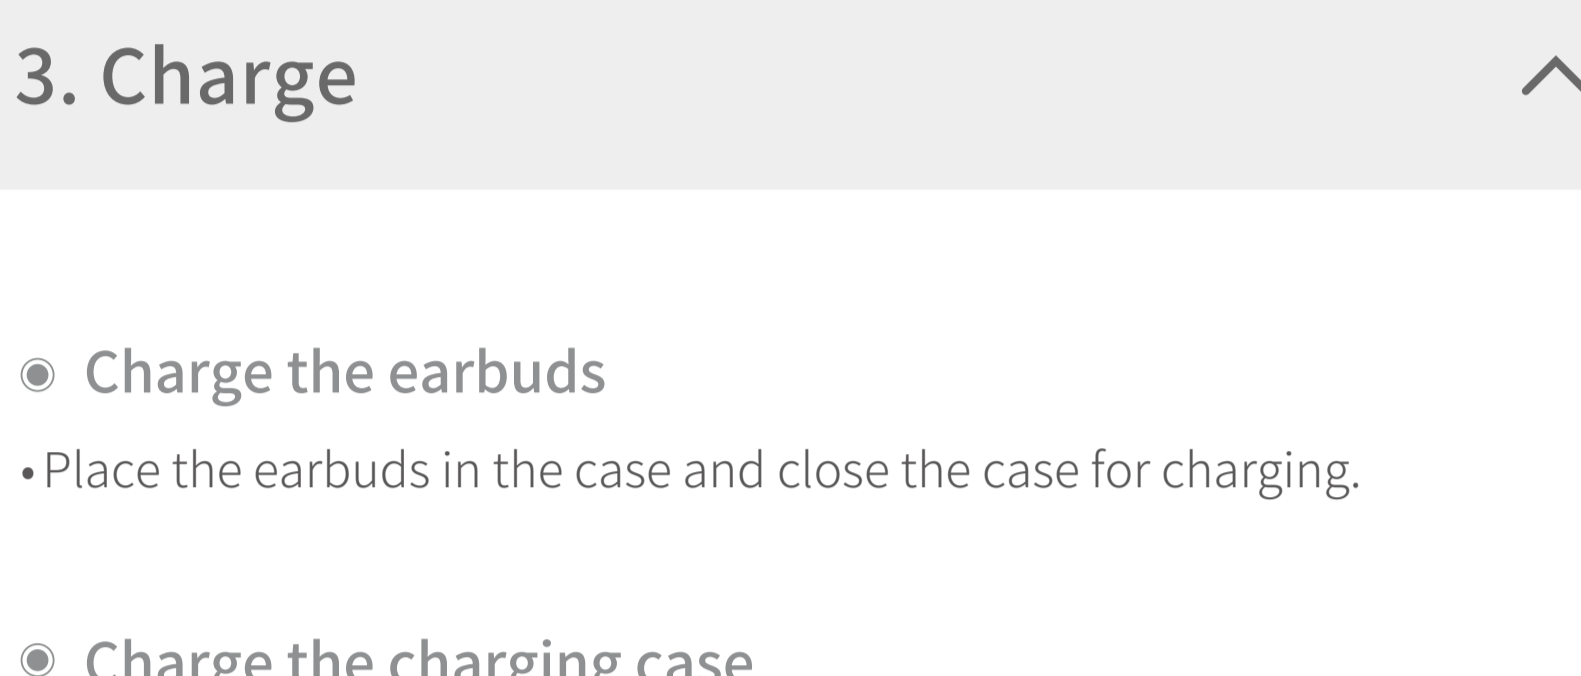 3. Charge
◉ Charge the earbuds
• Place the earbuds in the case and close the case for charging.
◉ Charge the charging case